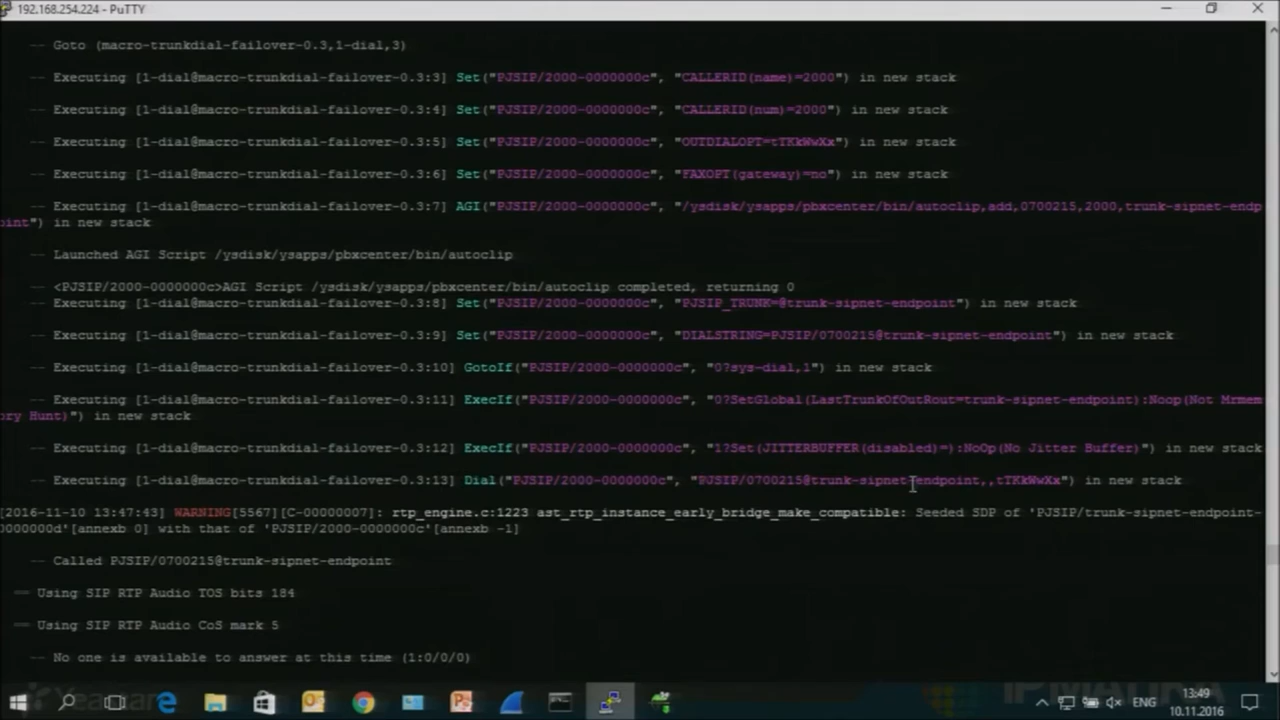 192.168.254.224 - PuTTY
-- Goto (macro-trunkdial-failover-0.3,1-dial,3)
-- Executing [1-dial@macro-trunkdial-failover-0.3:3] Set("PJSIP/2000-0000000c", "CALLERID(name)=2000") in new stack
-- Executing [1-dial@macro-trunkdial-failover-0.3:4] Set("PJSIP/2000-0000000c", "CALLERID(num)=2000") in new stack
-- Executing [1-dial@macro-trunkdial-failover-0.3:5] Set("PJSIP/2000-0000000c", "OUTDIALOPT=tTKkWwXx") in new stack
-- Executing [1-dial@macro-trunkdial-failover-0.3:6] Set("PJSIP/2000-0000000c", "FAXOPT(gateway)=no") in new stack
-- Executing [1-dial@macro-trunkdial-failover-0.3:7] AGI("PJSIP/2000-0000000c", "/ysdisk/ysapps/pbxcenter/bin/autoclip,add,0700215,2000,trunk-sipnet-endp
oint") in new stack
-- Launched AGI Script /ysdisk/ysapps/pbxcenter/bin/autoclip
-- <PJSIP/2000-0000000c>AGI Script /ysdisk/ysapps/pbxcenter/bin/autoclip completed, returning 0
-- Executing [1-dial@macro-trunkdial-failover-0.3:8] Set("PJSIP/2000-0000000c", "PJSIP_TRUNK=@trunk-sipnet-endpoint") in new stack
-- Executing [1-dial@macro-trunkdial-failover-0.3:9] Set("PJSIP/2000-0000000c", "DIALSTRING=PJSIP/0700215@trunk-sipnet-endpoint") in new stack
-- Executing [1-dial@macro-trunkdial-failover-0.3:10] GotoIf("PJSIP/2000-0000000c", "0?sys-dial,1") in new stack
-- Executing [1-dial@macro-trunkdial-failover-0.3:11] ExecIf("PJSIP/2000-0000000c", "0?SetGlobal(LastTrunkOfOutRout=trunk-sipnet-endpoint):Noop(Not Mrmem
ory Hunt)") in new stack
-- Executing [1-dial@macro-trunkdial-failover-0.3:12] ExecIf("PJSIP/2000-0000000c", "1?Set(JITTERBUFFER(disabled)=):NoOp(No Jitter Buffer)") in new stack
-- Executing [1-dial@macro-trunkdial-failover-0.3:13] Dial("PJSIP/2000-0000000c", "PJSIP/0700215@trunk-sipnet-endpoint,,tTKkWwXx") in new stack
[2016-11-10 13:47:43] WARNING[5567][C-00000007]: rtp_engine.c:1223 ast_rtp_instance_early_bridge_make_compatible: Seeded SDP of 'PJSIP/trunk-sipnet-endpoint-
0000000d'[annexb 0] with that of 'PJSIP/2000-0000000c'[annexb -1]
-- Called PJSIP/0700215@trunk-sipnet-endpoint
== Using SIP RTP Audio TOS bits 184
== Using SIP RTP Audio CoS mark 5
-- No one is available to answer at this time (1:0/0/0)
ENG
13:49
10.11.2016